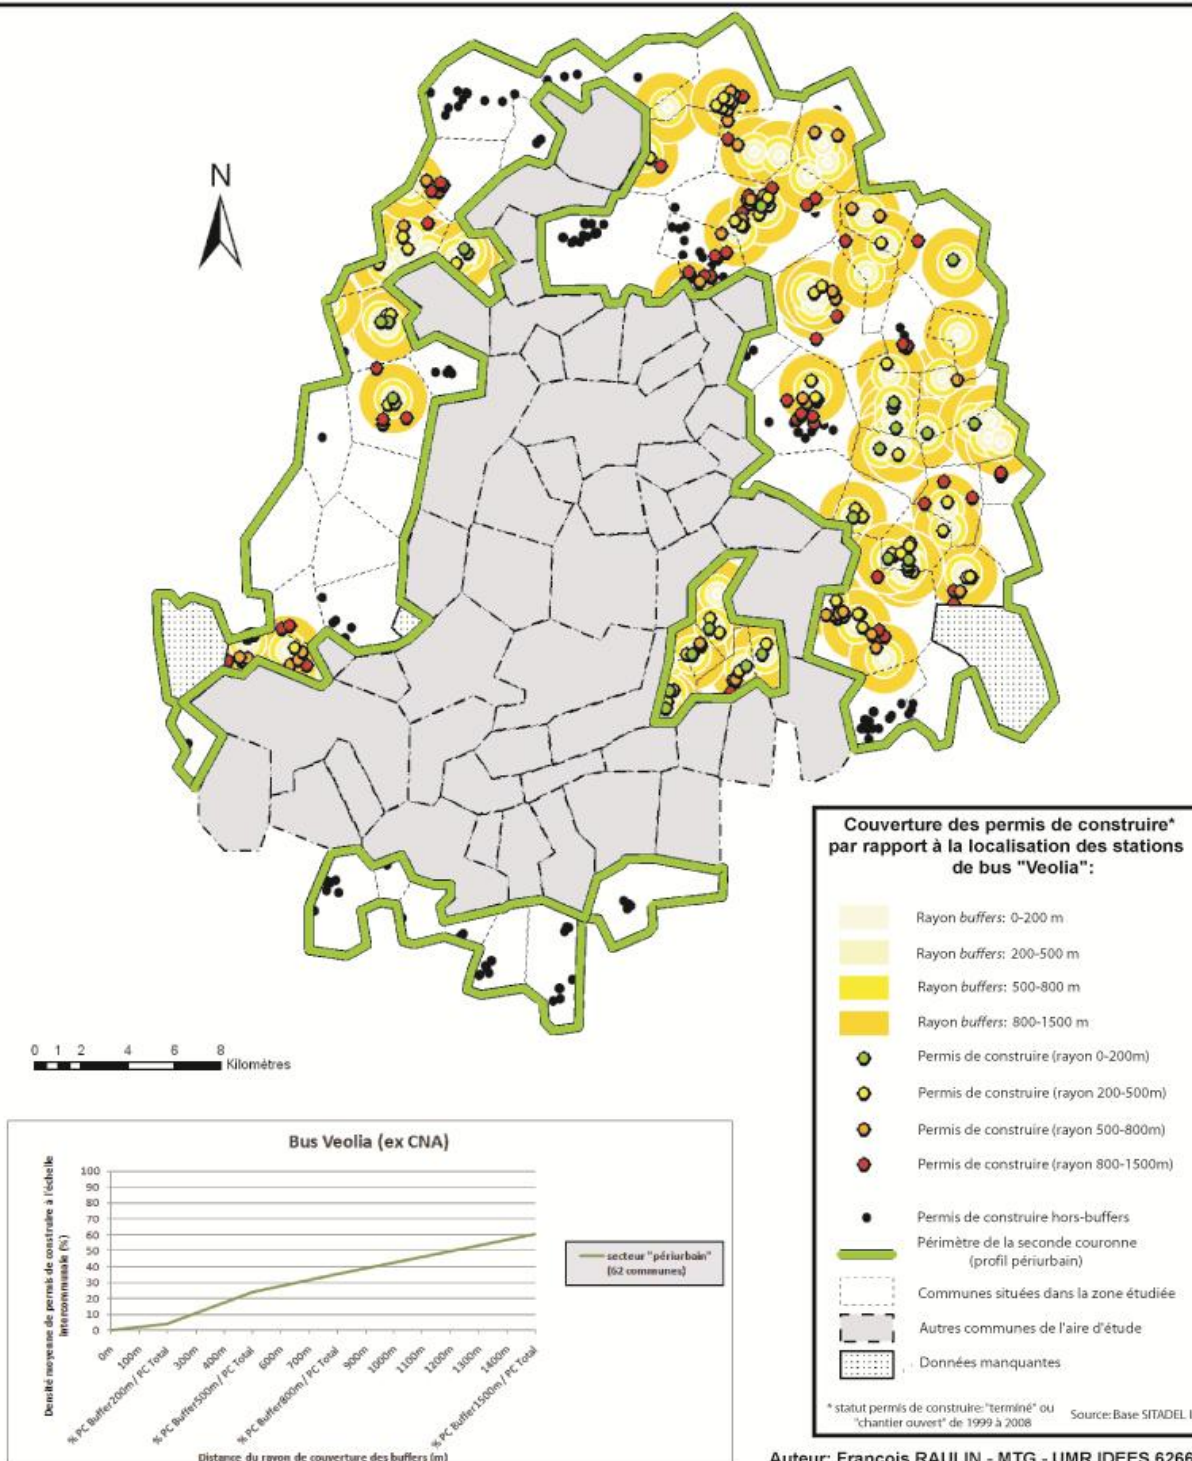 N
0 1 2 4 6 8
Kilomètres
Bus Veolia (ex CNA)
Densité moyenne de permis de construire à l'échelle
intercommunale (%)
100
90
80
70
60
50
40
30
20
10
0
0m
100m
% PC Buffer200m / PC Total
300m
400m
% PC Buffer500m / PC Total
600m
700m
% PC Buffer800m / PC Total
900m
1000m
1100m
1200m
1300m
1400m
% PC Buffer1500m / PC Total
Distance du rayon de couverture des buffers (m)
secteur "périurbain"
(62 communes)
Couverture des permis de construire*
par rapport à la localisation des stations
de bus "Veolia":
Rayon buffers: 0-200 m
Rayon buffers: 200-500 m
Rayon buffers: 500-800 m
Rayon buffers: 800-1500 m
Permis de construire (rayon 0-200m)
Permis de construire (rayon 200-500m)
Permis de construire (rayon 500-800m)
Permis de construire (rayon 800-1500m)
Permis de construire hors-buffers
Périmètre de la seconde couronne
(profil périurbain)
Communes situées dans la zone étudiée
Autres communes de l'aire d'étude
Données manquantes
* statut permis de construire: "terminé" ou
"chantier ouvert" de 1999 à 2008
Source: Base SITADEL I
Auteur: François RAULIN - MTG - UMR IDEES 6266